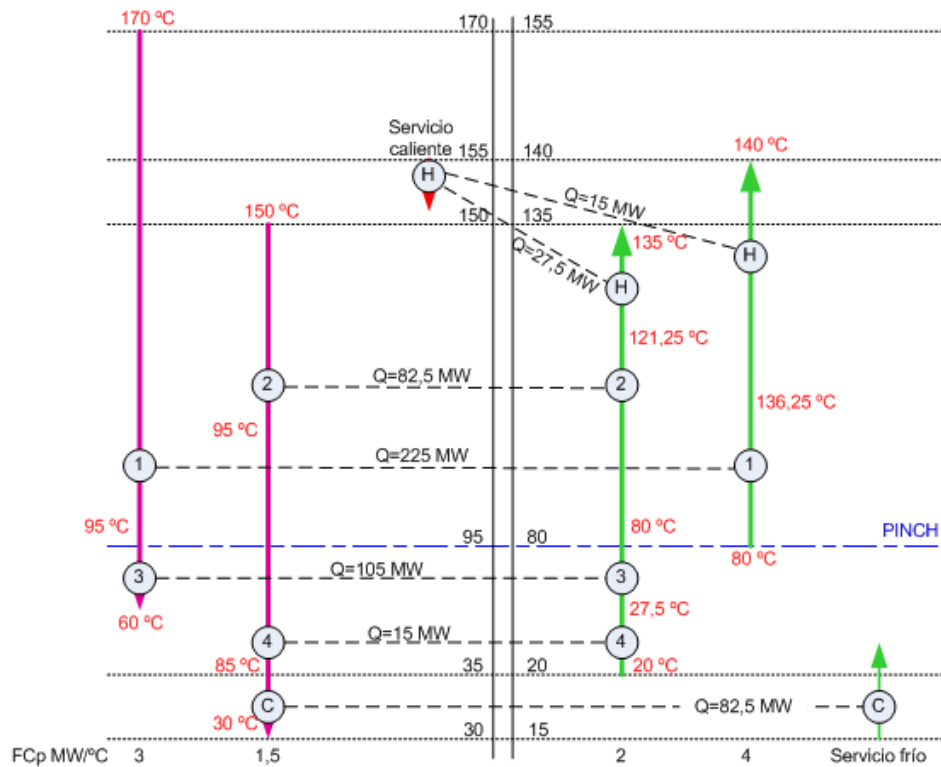 170 ºC 170 155
Servicio
caliente 155 140 140 ºC
H Q=15 MW
150 ºC 150 135 135 ºC
Q=27,5 MW H
H
121,25 ºC
2 Q=82,5 MW 2
95 ºC 136,25 ºC
1 Q=225 MW 1
95 ºC 95 80 80 ºC PINCH
80 ºC
3 Q=105 MW 3
60 ºC 27,5 ºC
4 Q=15 MW 4
85 ºC 35 20 20 ºC
C Q=82,5 MW C
30 ºC 30 15
FCp MW/ºC 3 1,5 2 4 Servicio frío